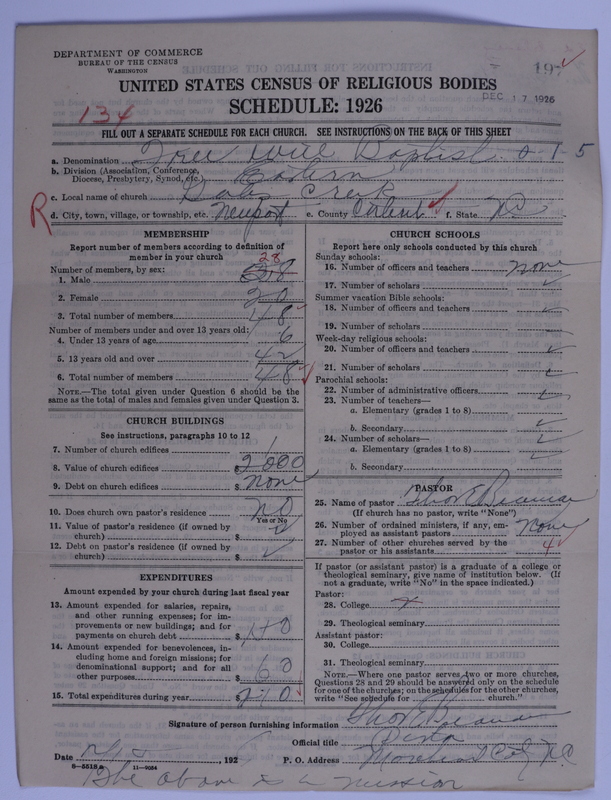 DEPARTMENT OF COMMERCE
BUREAU OF THE CENSUS
WASHINGTON
197
UNITED STATES CENSUS OF RELIGIOUS BODIES
DEC 17 1926
SCHEDULE: 1926
134
FILL OUT A SEPARATE SCHEDULE FOR EACH CHURCH. SEE INSTRUCTIONS ON THE BACK OF THIS SHEET
a. Denomination Free Will Baptist 0-1-5
b. Division (Association, Conference, Diocese, Presbytery, Synod, etc.) Eastern
c. Local name of church Creek
R
d. City, town, village, or township, etc. Newport e. County f. State NC
MEMBERSHIP
Report number of members according to definition of member in your church
28
Number of members, by sex:
1. Male
2. Female 20
3. Total number of members 48
Number of members under and over 13 years old:
4. Under 13 years of age 6
5. 13 years old and over 42
6. Total number of members 48
NOTE.—The total given under Question 6 should be the same as the total of males and females given under Question 3.
CHURCH BUILDINGS
See instructions, paragraphs 10 to 12
7. Number of church edifices 1
8. Value of church edifices $ 2000
9. Debt on church edifices $ None
10. Does church own pastor's residence No
Yes or No
11. Value of pastor's residence (if owned by church) $
12. Debt on pastor's residence (if owned by church) $
EXPENDITURES
Amount expended by your church during last fiscal year
13. Amount expended for salaries, repairs, and other running expenses; for improvements or new buildings; and for payments on church debt $
14. Amount expended for benevolences, including home and foreign missions; for denominational support; and for all other purposes $ 60
15. Total expenditures during year $
CHURCH SCHOOLS
Report here only schools conducted by this church
Sunday schools:
16. Number of officers and teachers None
17. Number of scholars
Summer vacation Bible schools:
18. Number of officers and teachers
19. Number of scholars
Week-day religious schools:
20. Number of officers and teachers
21. Number of scholars
Parochial schools:
22. Number of administrative officers
23. Number of teachers—
a. Elementary (grades 1 to 8)
b. Secondary
24. Number of scholars—
a. Elementary (grades 1 to 8)
b. Secondary
PASTOR
25. Name of pastor Thos E Beaman
(If church has no pastor, write "None")
26. Number of ordained ministers, if any, employed as assistant pastors None
27. Number of other churches served by the pastor or his assistants 4
If pastor (or assistant pastor) is a graduate of a college or theological seminary, give name of institution below. (If not a graduate, write "No" in the space indicated.)
Pastor:
28. College
29. Theological seminary
Assistant pastor:
30. College
31. Theological seminary
NOTE.—Where one pastor serves two or more churches, Questions 28 and 29 should be answered only on the schedule for one of the churches; on the schedules for the other churches, write "See schedule for church."
Signature of person furnishing information Thos E Beaman
Official title
Date 192
P. O. Address Morehead City, NC
8-5518a 11-9054
The above is a mission